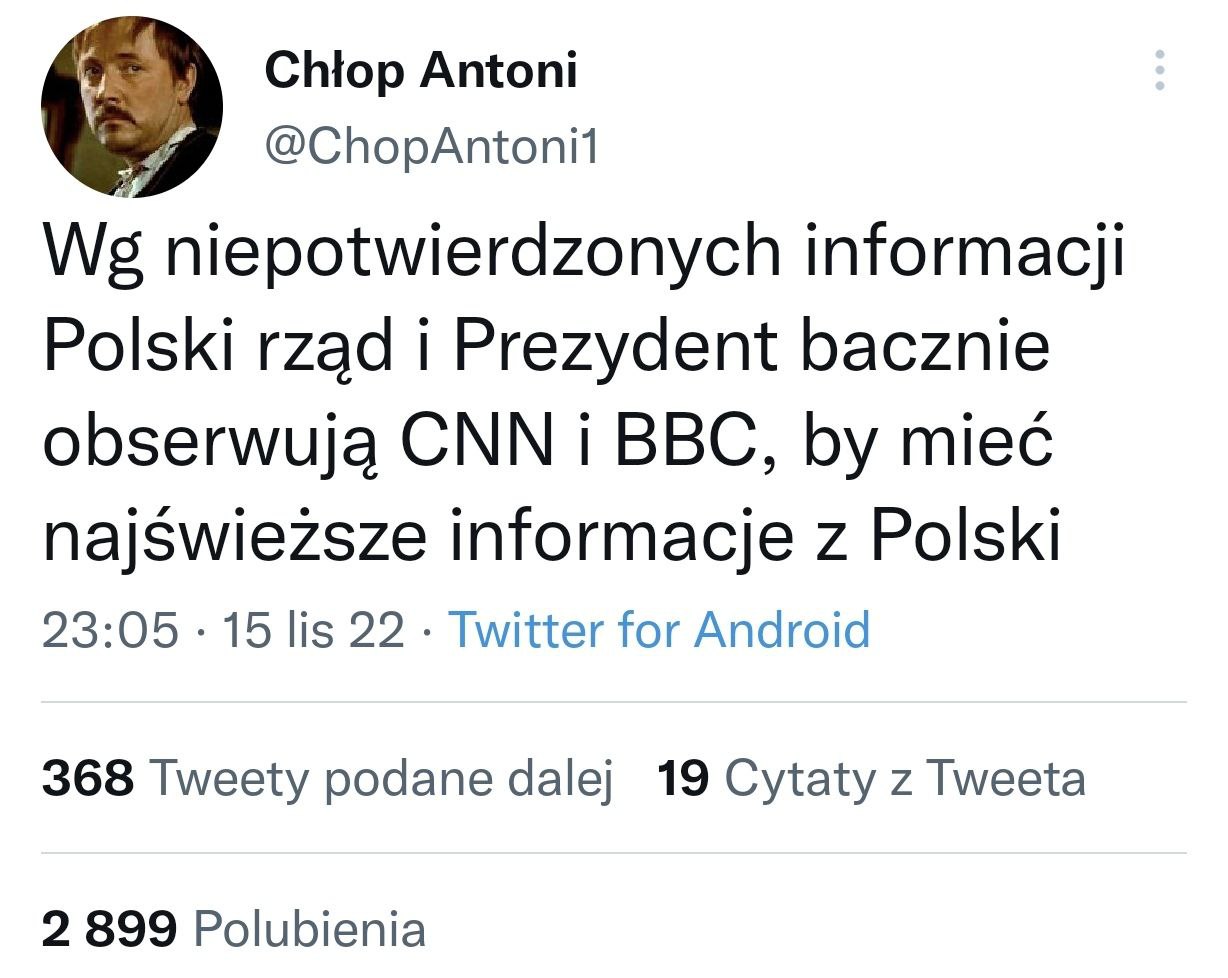 Chłop Antoni
@ChopAntoni1
Wg niepotwierdzonych informacji
Polski rząd i Prezydent bacznie
obserwują CNN i BBC, by mieć
najświeższe informacje z Polski
23:05 · 15 lis 22 · Twitter for Android
368 Tweety podane dalej 19 Cytaty z Tweeta
2 899 Polubienia